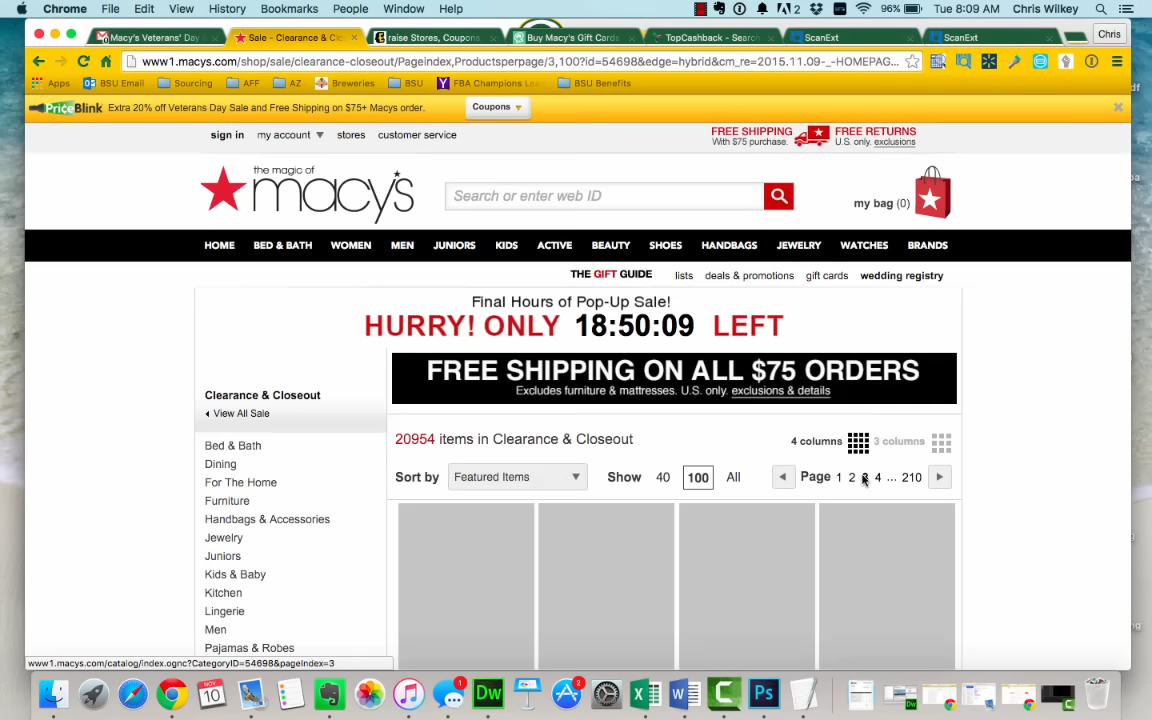 Chrome File Edit View History Bookmarks People Window Help 2 96% Tue 8:09 AM Chris Wilkey
Macy's Veterans' Day Sale - Clearance & Clo raise Stores, Coupons Buy Macy's Gift Cards TopCashback - Search ScanExt ScanExt Chris
www1.macys.com/shop/sale/clearance-closeout/Pageindex,Productsperpage/3,100?id=54698&edge=hybrid&cm_re=2015.11.09-_-HOMEPAG...
Apps BSU Email Sourcing AFF AZ Breweries BSU FBA Champions Lea BSU Benefits
PriceBlink Extra 20% off Veterans Day Sale and Free Shipping on $75+ Macys order. Coupons
sign in my account stores customer service
FREE SHIPPING With $75 purchase. FREE RETURNS U.S. only. exclusions
the magic of
macy's
Search or enter web ID
my bag (0)
HOME BED & BATH WOMEN MEN JUNIORS KIDS ACTIVE BEAUTY SHOES HANDBAGS JEWELRY WATCHES BRANDS
THE GIFT GUIDE lists deals & promotions gift cards wedding registry
Final Hours of Pop-Up Sale!
HURRY! ONLY 18:50:09 LEFT
FREE SHIPPING ON ALL $75 ORDERS
Excludes furniture & mattresses. U.S. only. exclusions & details
Clearance & Closeout
View All Sale
Bed & Bath
Dining
For The Home
Furniture
Handbags & Accessories
Jewelry
Juniors
Kids & Baby
Kitchen
Lingerie
Men
Pajamas & Robes
20954 items in Clearance & Closeout
4 columns 3 columns
Sort by Featured Items Show 40 100 All Page 1 2 3 4 ... 210
www1.macys.com/catalog/index.ognc?CategoryID=54698&pageIndex=3
NOV
10
1
Dw
2
X
W
C
Ps